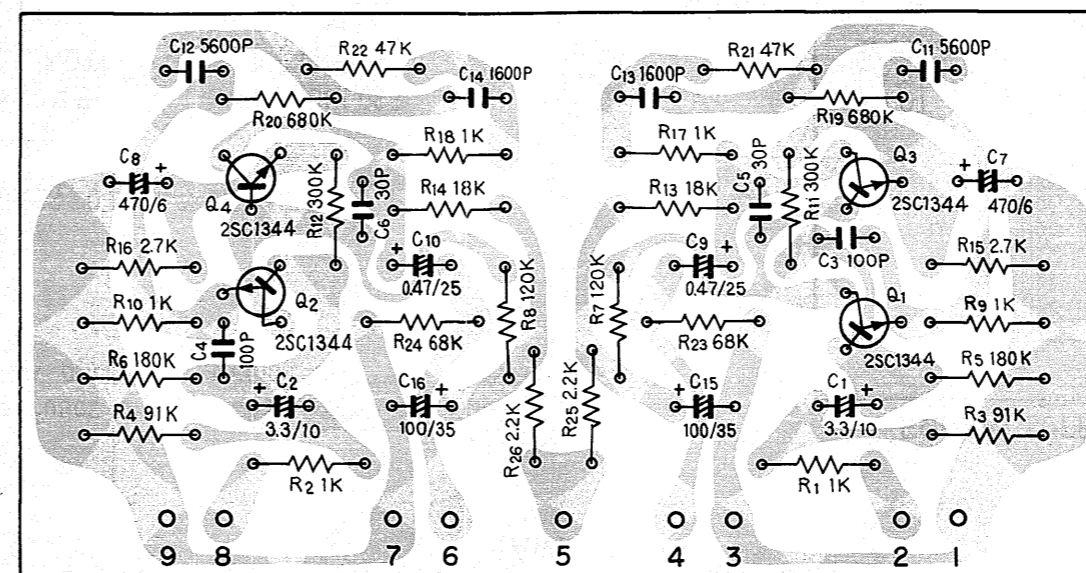 C12 5600P
R22 47K
R21 47K
C11 5600P
C14 1600P
C13 1600P
R20 680K
R19 680K
R18 1K
R17 1K
C8
+
470/6
Q4
2SC1344
R12 300K
30P
C6
R14 18K
R13 18K
C5 30P
R11 300K
Q3
2SC1344
+
C7
470/6
R16 2.7K
+
C10
0.47/25
C9
+
0.47/25
C3 100P
R15 2.7K
R10 1K
Q2
2SC1344
R8 120K
R7 120K
Q1
2SC1344
R9 1K
C4
100P
R24 68K
R23 68K
R6 180K
R5 180K
+
C2
3.3/10
C16
+
100/35
R26 2.2K
R25 2.2K
+
C15
100/35
C1
+
3.3/10
R4 91K
R3 91K
R2 1K
R1 1K
9 8 7 6 5 4 3 2 1